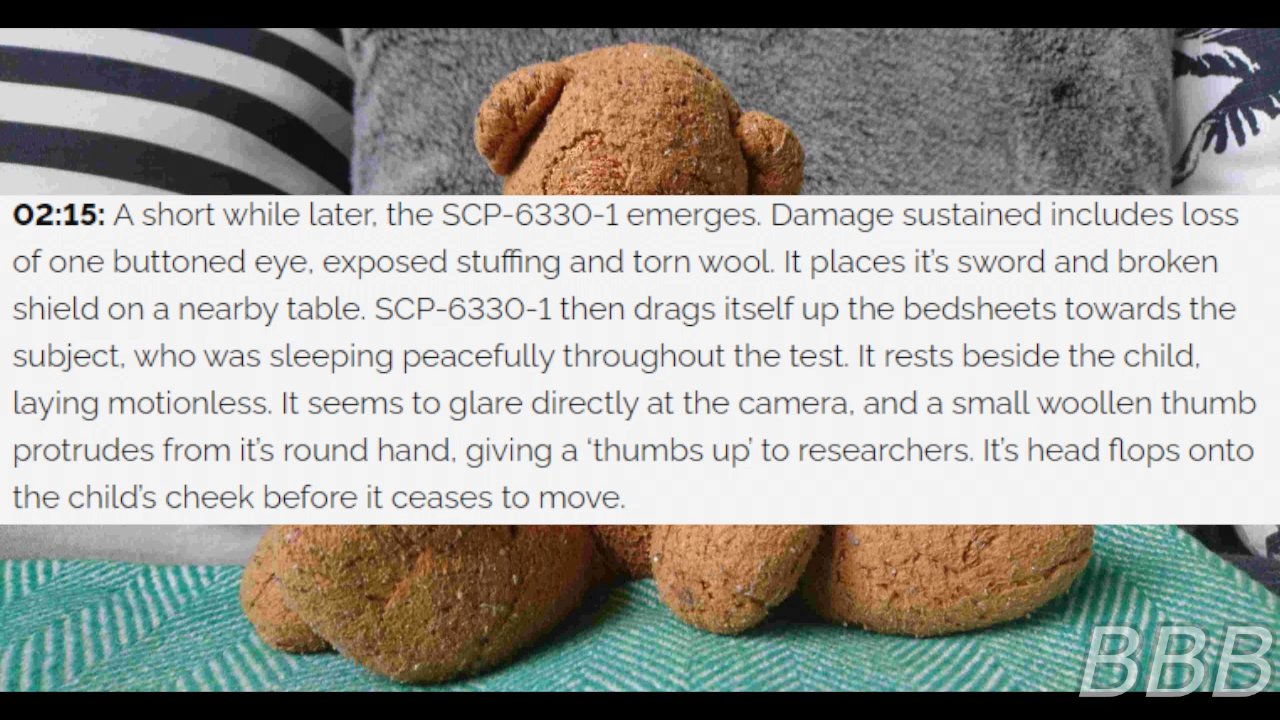 02:15: A short while later, the SCP-6330-1 emerges. Damage sustained includes loss
of one buttoned eye, exposed stuffing and torn wool. It places it's sword and broken
shield on a nearby table. SCP-6330-1 then drags itself up the bedsheets towards the
subject, who was sleeping peacefully throughout the test. It rests beside the child,
laying motionless. It seems to glare directly at the camera, and a small woollen thumb
protrudes from it's round hand, giving a ‘thumbs up’ to researchers. It's head flops onto
the child's cheek before it ceases to move.
BBB